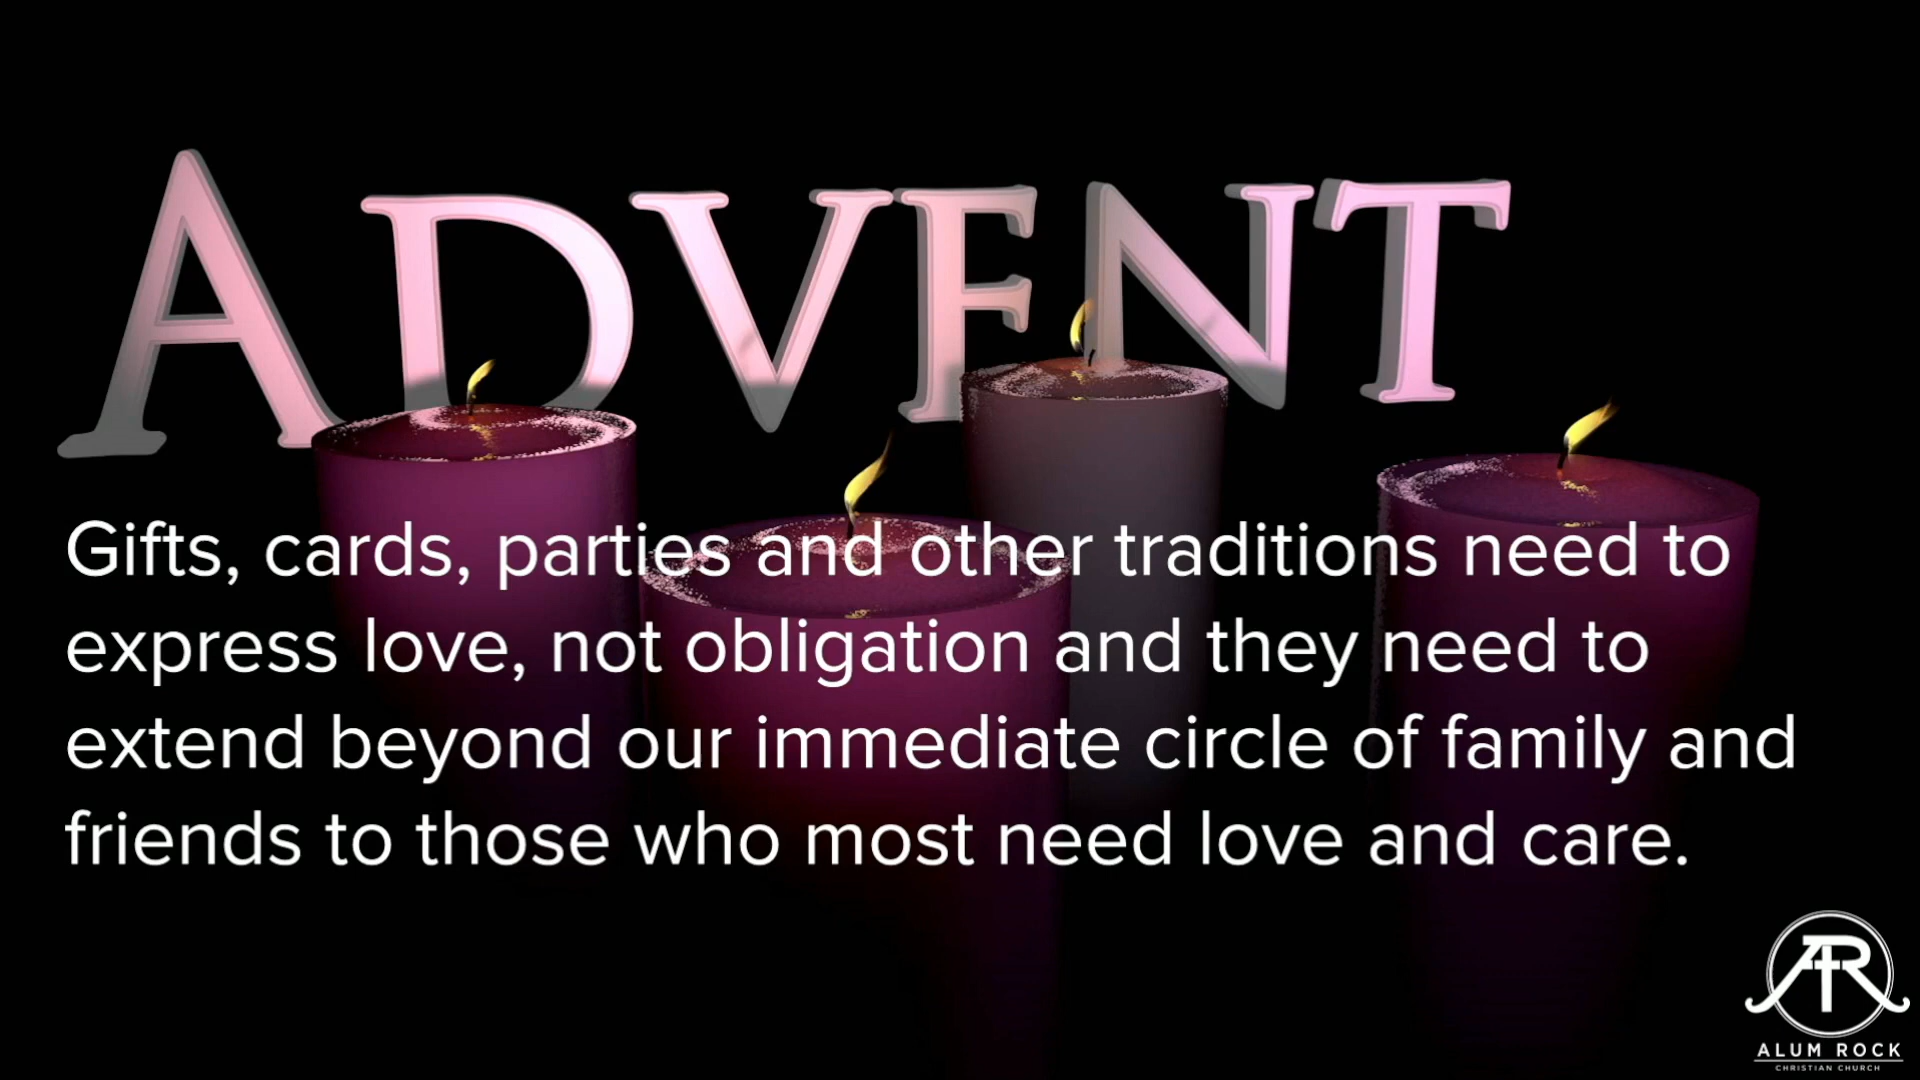 ADVENT
Gifts, cards, parties and other traditions need to
express love, not obligation and they need to
extend beyond our immediate circle of family and
friends to those who most need love and care.
AR
ALUM ROCK
CHRISTIAN CHURCH